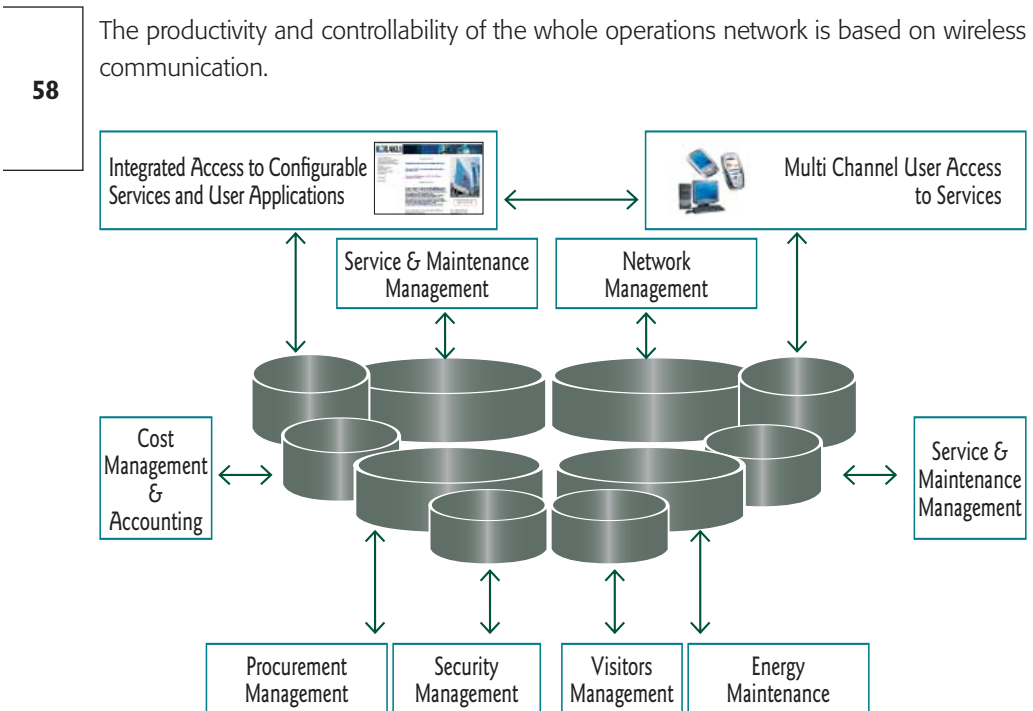 The productivity and controllability of the whole operations network is based on wireless
communication.
58
Integrated Access to Configurable
Services and User Applications
Multi Channel User Access
to Services
Service & Maintenance
Management
Network
Management
Cost
Management
&
Accounting
Service &
Maintenance
Management
Procurement
Management
Security
Management
Visitors
Management
Energy
Maintenance